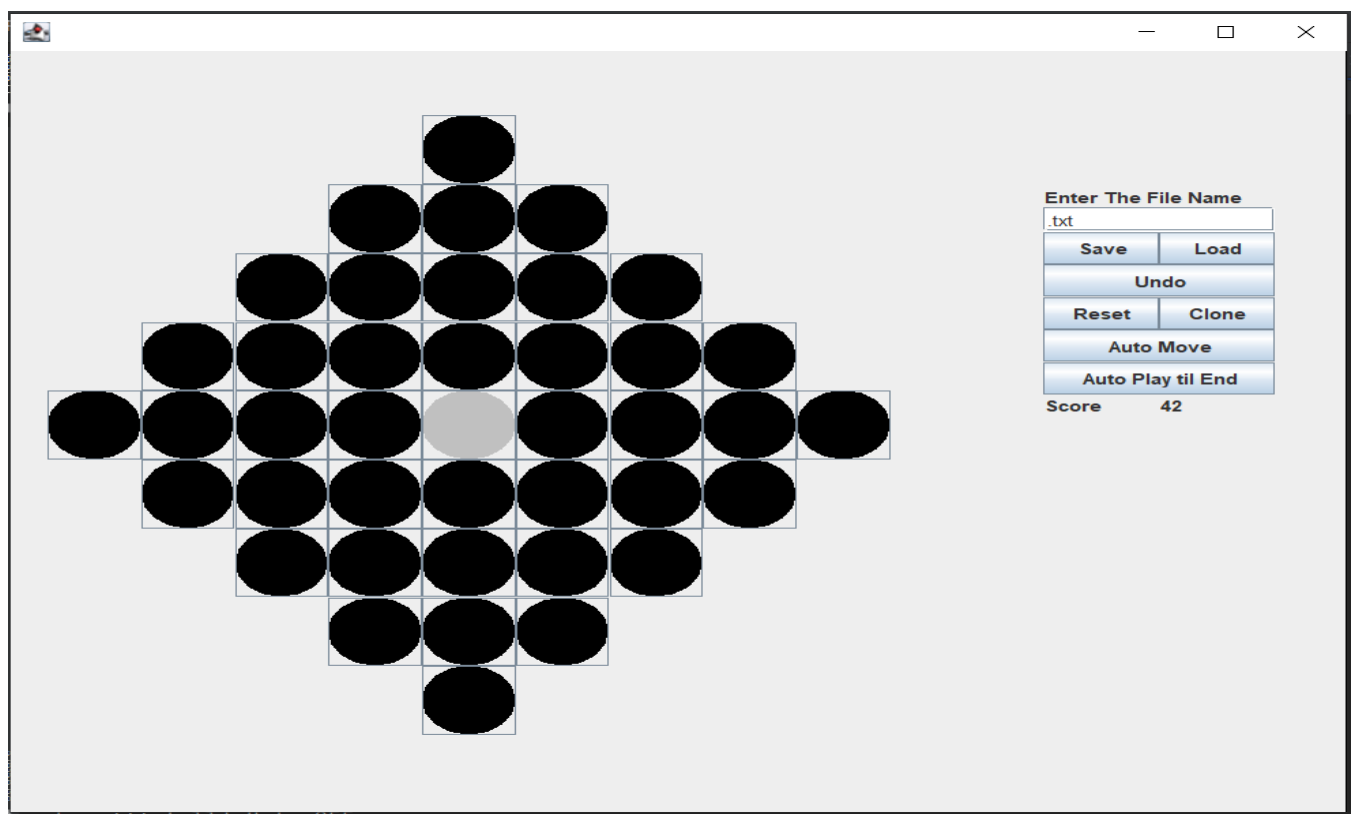 Enter The File Name
.txt
Save Load
Undo
Reset Clone
Auto Move
Auto Play til End
Score 42